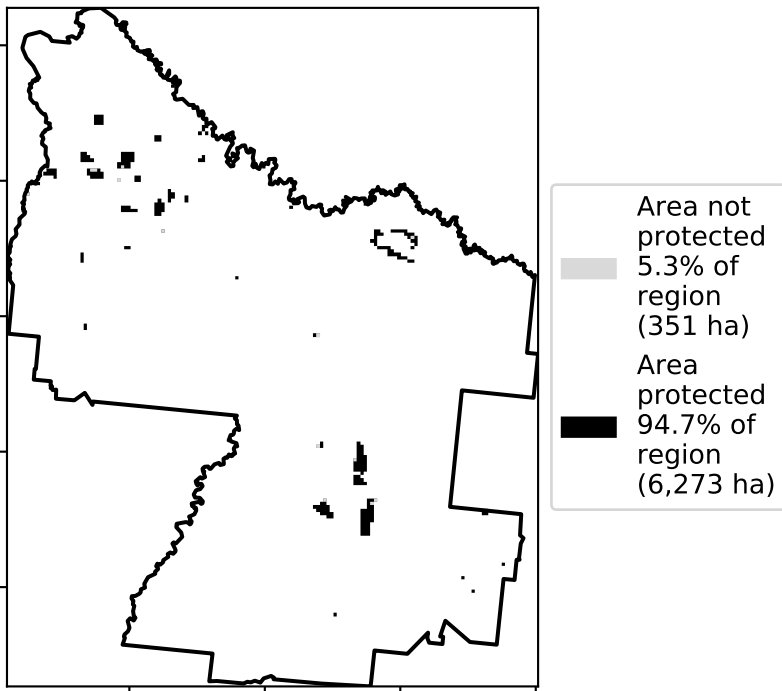 Area not
protected
5.3% of
region
(351 ha)
Area
protected
94.7% of
region
(6,273 ha)